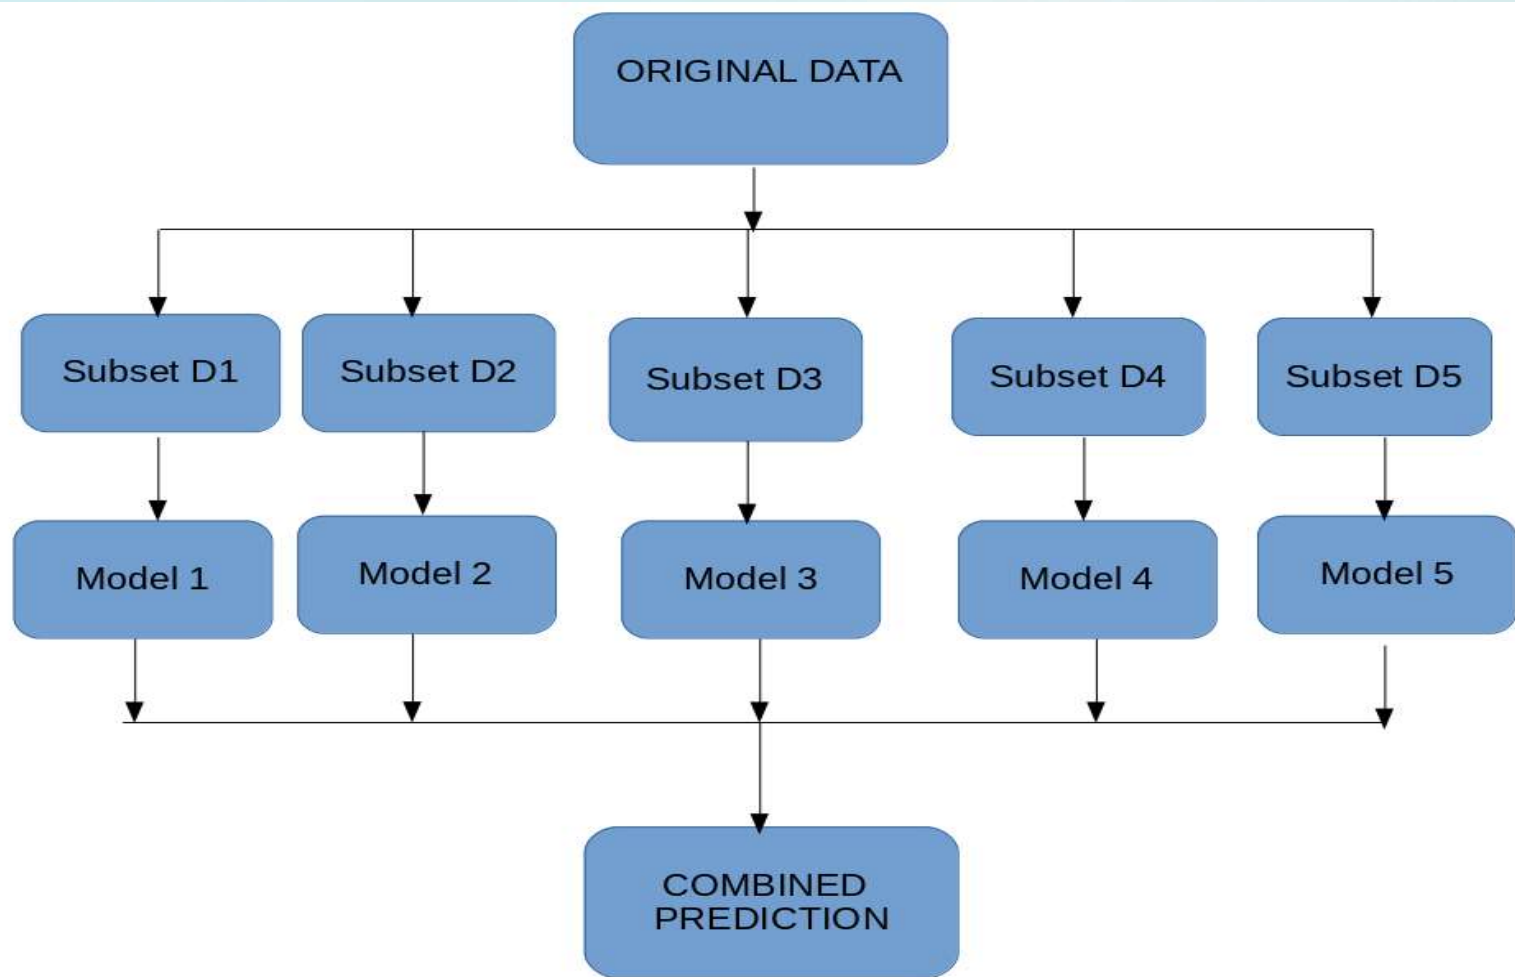 ORIGINAL DATA
Subset D1
Subset D2
Subset D3
Subset D4
Subset D5
Model 1
Model 2
Model 3
Model 4
Model 5
COMBINED
PREDICTION